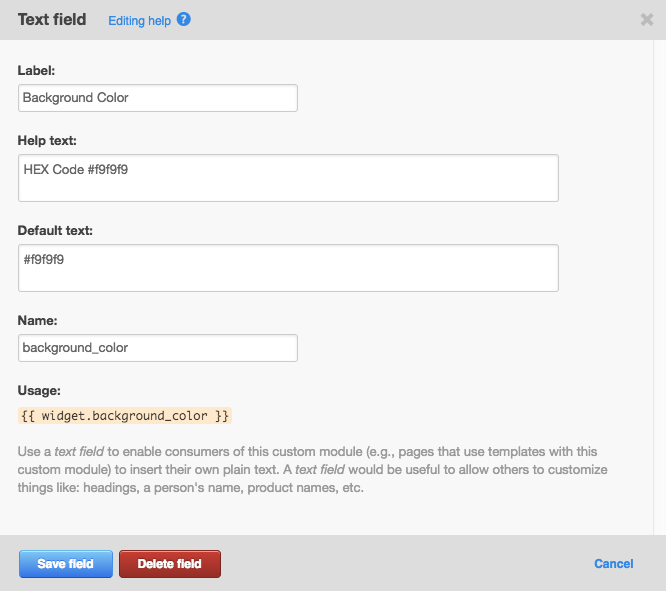 Text field Editing help ?
Label:
Background Color
Help text:
HEX Code #f9f9f9
Default text:
#f9f9f9
Name:
background_color
Usage:
{{ widget.background_color }}
Use a text field to enable consumers of this custom module (e.g., pages that use templates with this
custom module) to insert their own plain text. A text field would be useful to allow others to customize
things like: headings, a person's name, product names, etc.
Save field Delete field Cancel